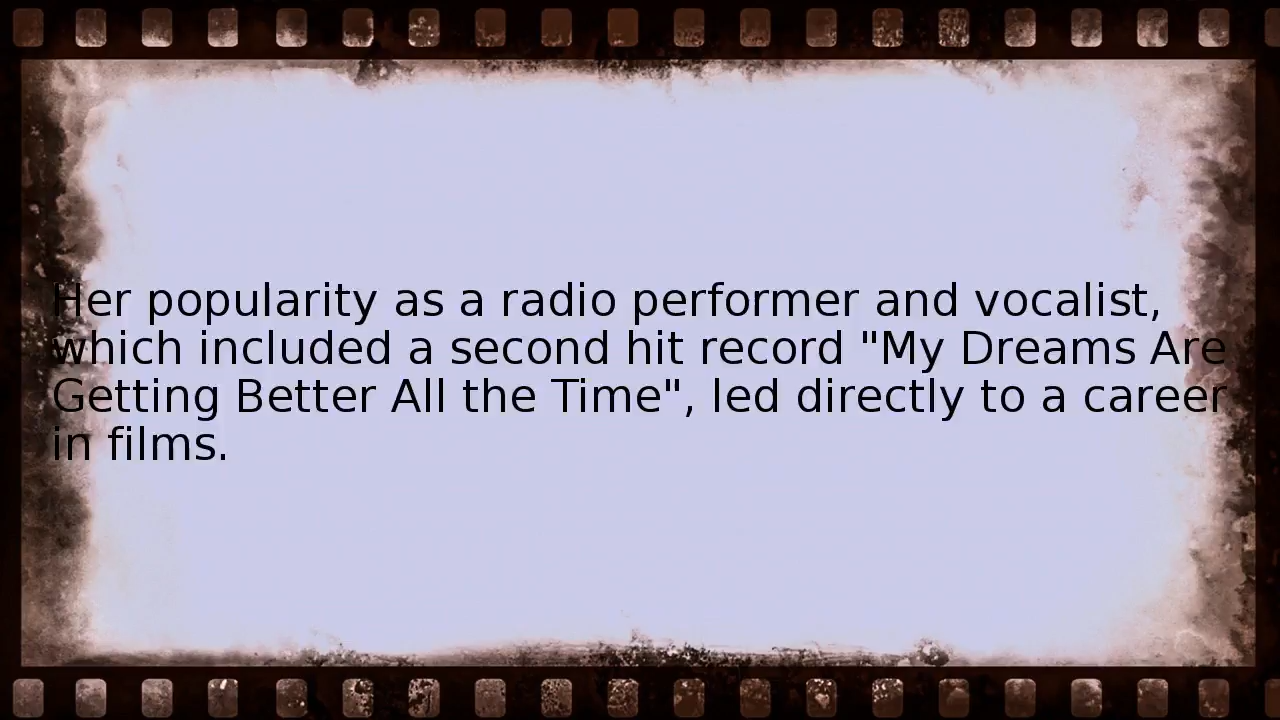 Her popularity as a radio performer and vocalist,
which included a second hit record "My Dreams Are
Getting Better All the Time", led directly to a career
in films.